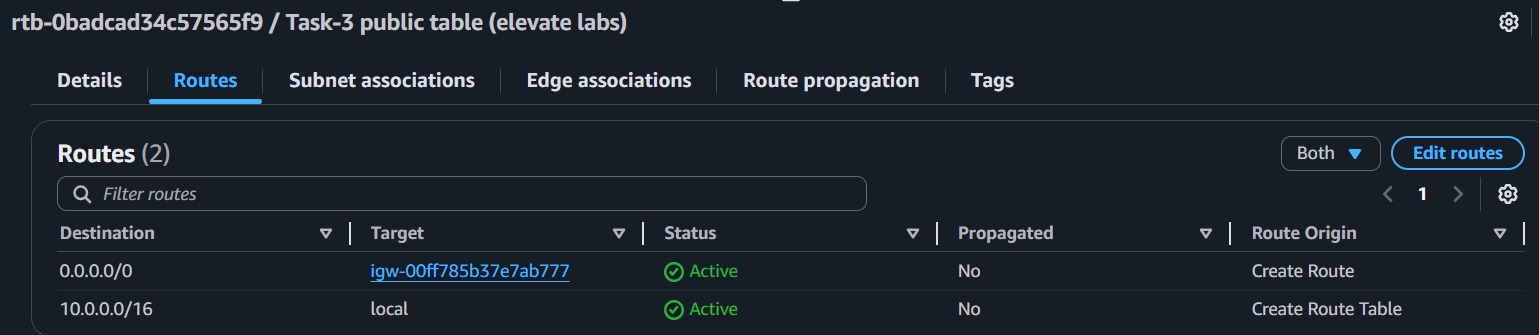 rtb-0badcad34c57565f9 / Task-3 public table (elevate labs)
Details Routes Subnet associations Edge associations Route propagation Tags
Routes (2) Both Edit routes
Filter routes 1
Destination Target Status Propagated Route Origin
0.0.0.0/0 igw-00ff785b37e7ab777 Active No Create Route
10.0.0.0/16 local Active No Create Route Table